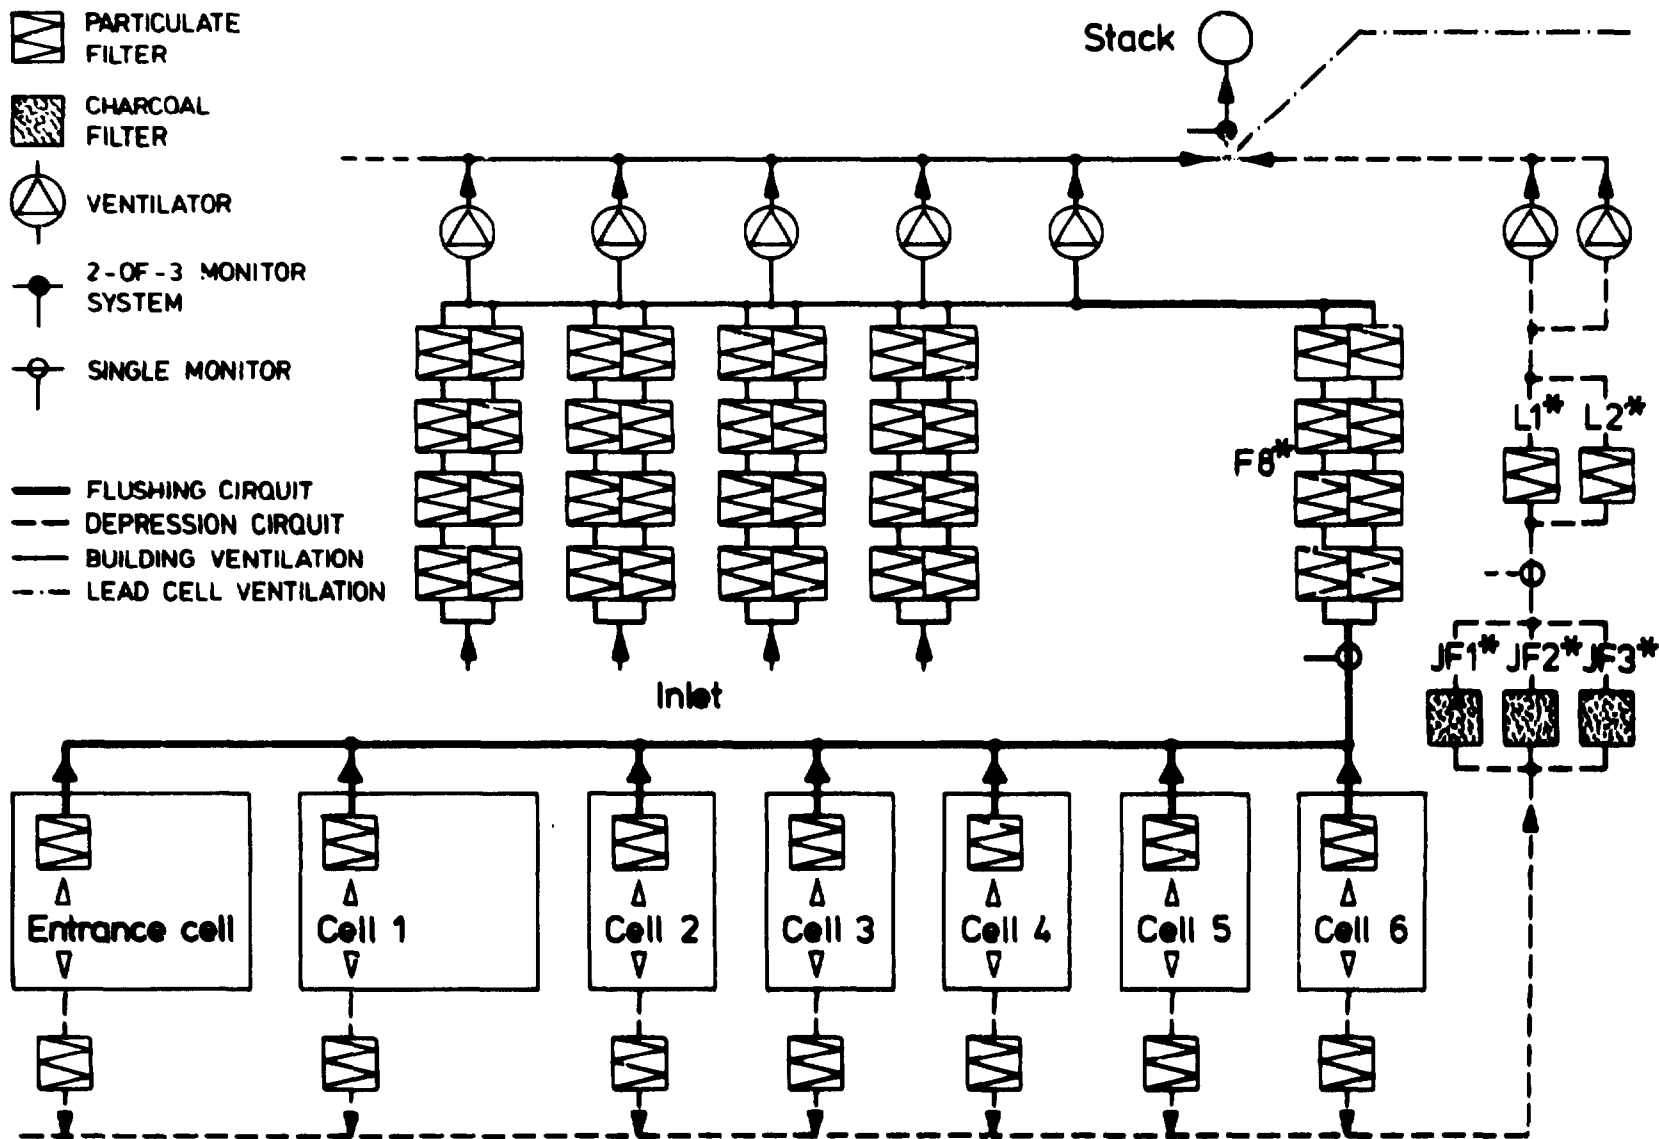 PARTICULATE
FILTER
CHARCOAL
FILTER
VENTILATOR
2-OF-3 MONITOR
SYSTEM
SINGLE MONITOR
FLUSHING CIRQUIT
DEPRESSION CIRQUIT
BUILDING VENTILATION
LEAD CELL VENTILATION
Stack
F8*
L1* L2*
JF1* JF2* JF3*
Inlet
Entrance cell
Cell 1
Cell 2
Cell 3
Cell 4
Cell 5
Cell 6